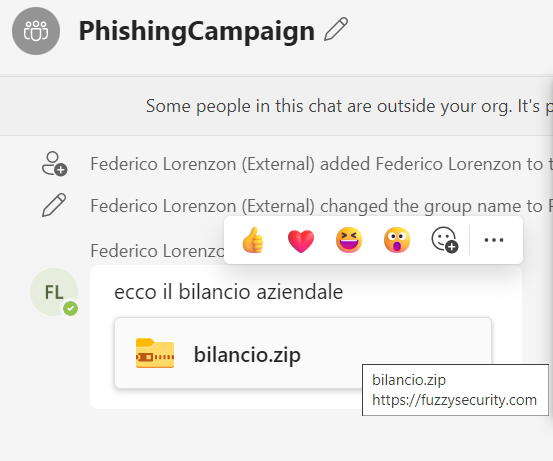 PhishingCampaign
Some people in this chat are outside your org. It's p
Federico Lorenzon (External) added Federico Lorenzon to t
Federico Lorenzon (External) changed the group name to P
Federico Lorenzo
FL
ecco il bilancio aziendale
bilancio.zip
bilancio.zip
https://fuzzysecurity.com